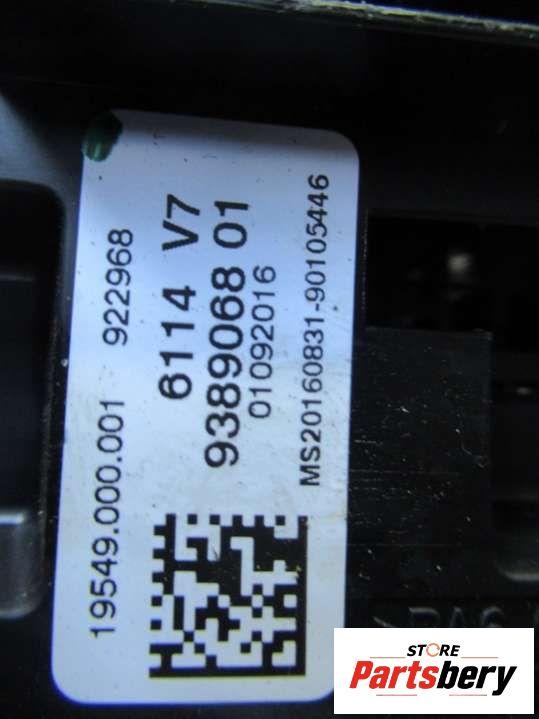 19549.000.001 922968
6114 V7
9389068 01
01092016
MS20160831-90105446
STORE
Partsbery